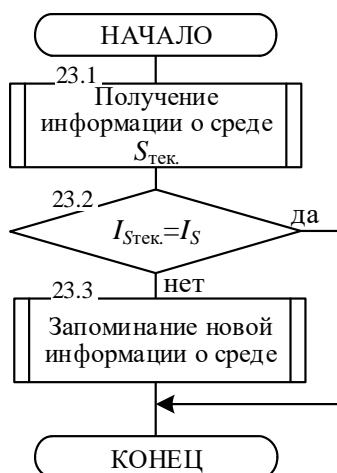 НАЧАЛО
23.1
Получение
информации о среде
Sтек.
23.2
ISтек.=IS
да
нет
23.3
Запоминание новой
информации о среде
КОНЕЦ